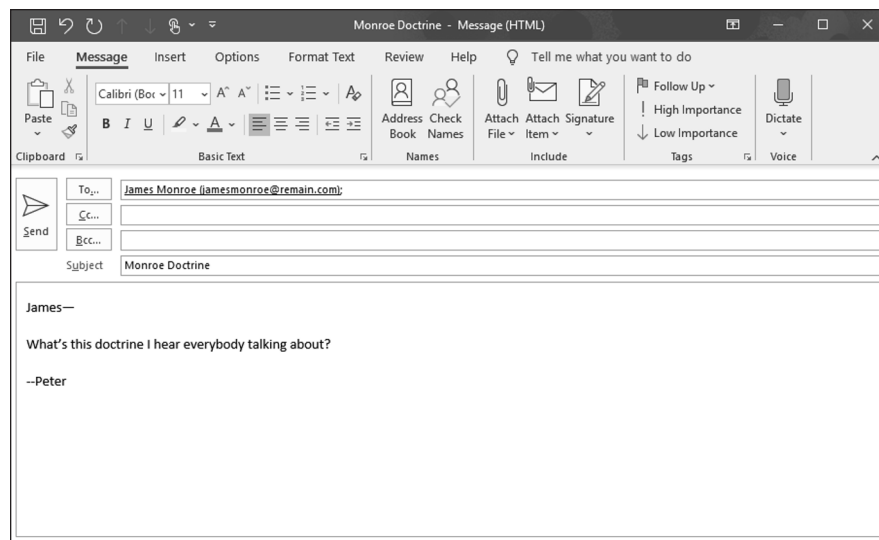 Monroe Doctrine - Message (HTML)
File Message Insert Options Format Text Review Help Tell me what you want to do
Paste
Calibri (Boc 11
B I U A
Address Book
Check Names
Attach File
Attach Item
Signature
Follow Up
High Importance
Low Importance
Dictate
Clipboard Basic Text Names Include Tags Voice
Send
To... James Monroe (jamesmonroe@remain.com);
Cc...
Bcc...
Subject Monroe Doctrine
James—
What's this doctrine I hear everybody talking about?
--Peter